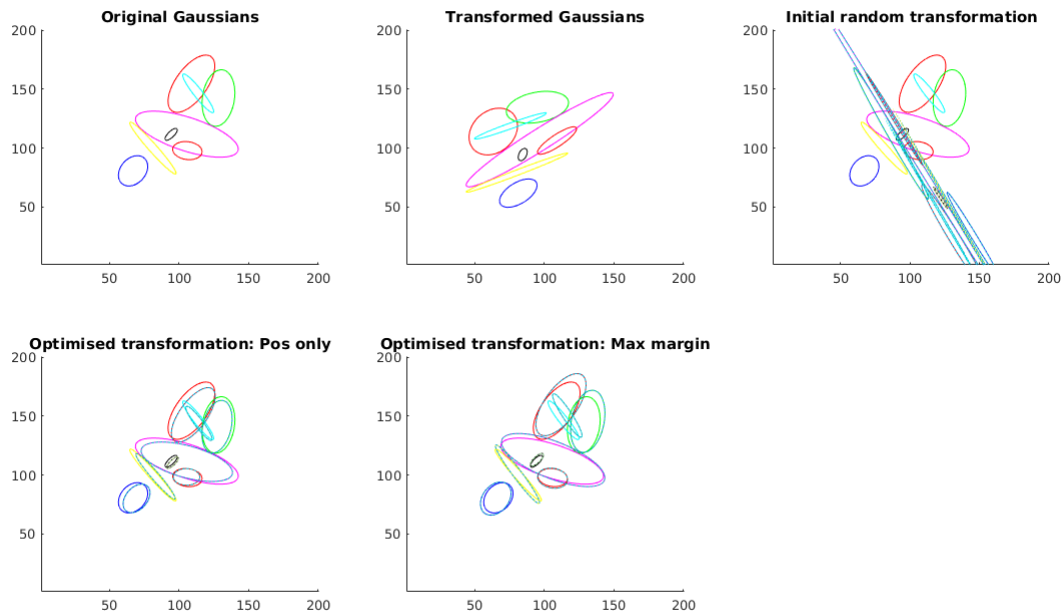 Original Gaussians
Transformed Gaussians
Initial random transformation
200
150
100
50
50 100 150 200
200
150
100
50
50 100 150 200
200
150
100
50
50 100 150 200
Optimised transformation: Pos only
Optimised transformation: Max margin
200
150
100
50
50 100 150 200
200
150
100
50
50 100 150 200